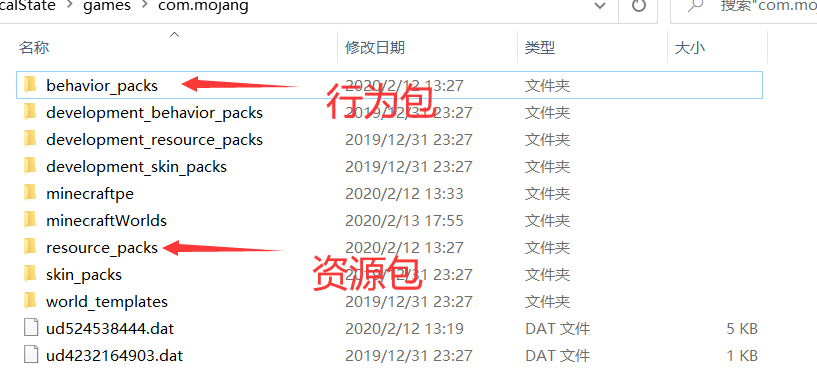 calState > games > com.mojang 搜索"com.mo
名称 修改日期 类型 大小
behavior_packs 2020/2/12 13:27 文件夹
行为包
development_behavior_packs 2019/12/31 23:27 文件夹
development_resource_packs 2019/12/31 23:27 文件夹
development_skin_packs 2019/12/31 23:27 文件夹
minecraftpe 2020/2/12 13:33 文件夹
minecraftWorlds 2020/2/13 17:55 文件夹
resource_packs 2020/2/12 13:27 文件夹
资源包
skin_packs 2019/12/31 23:27 文件夹
world_templates 2019/12/31 23:27 文件夹
ud524538444.dat 2020/2/12 13:19 DAT 文件 5 KB
ud4232164903.dat 2019/12/31 23:27 DAT 文件 1 KB